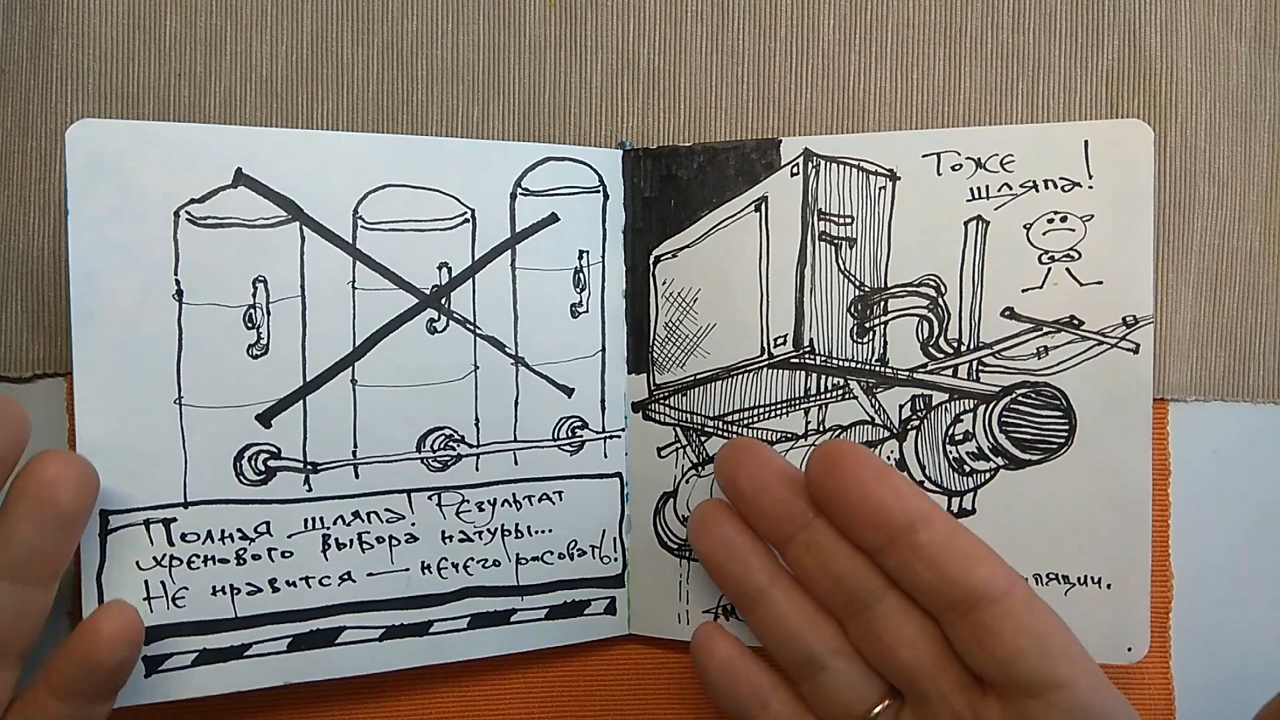 Полная шляпа! Результат
хренового выбора натуры...
Не нравится — нечего рисовать!
Тоже
шляпа!